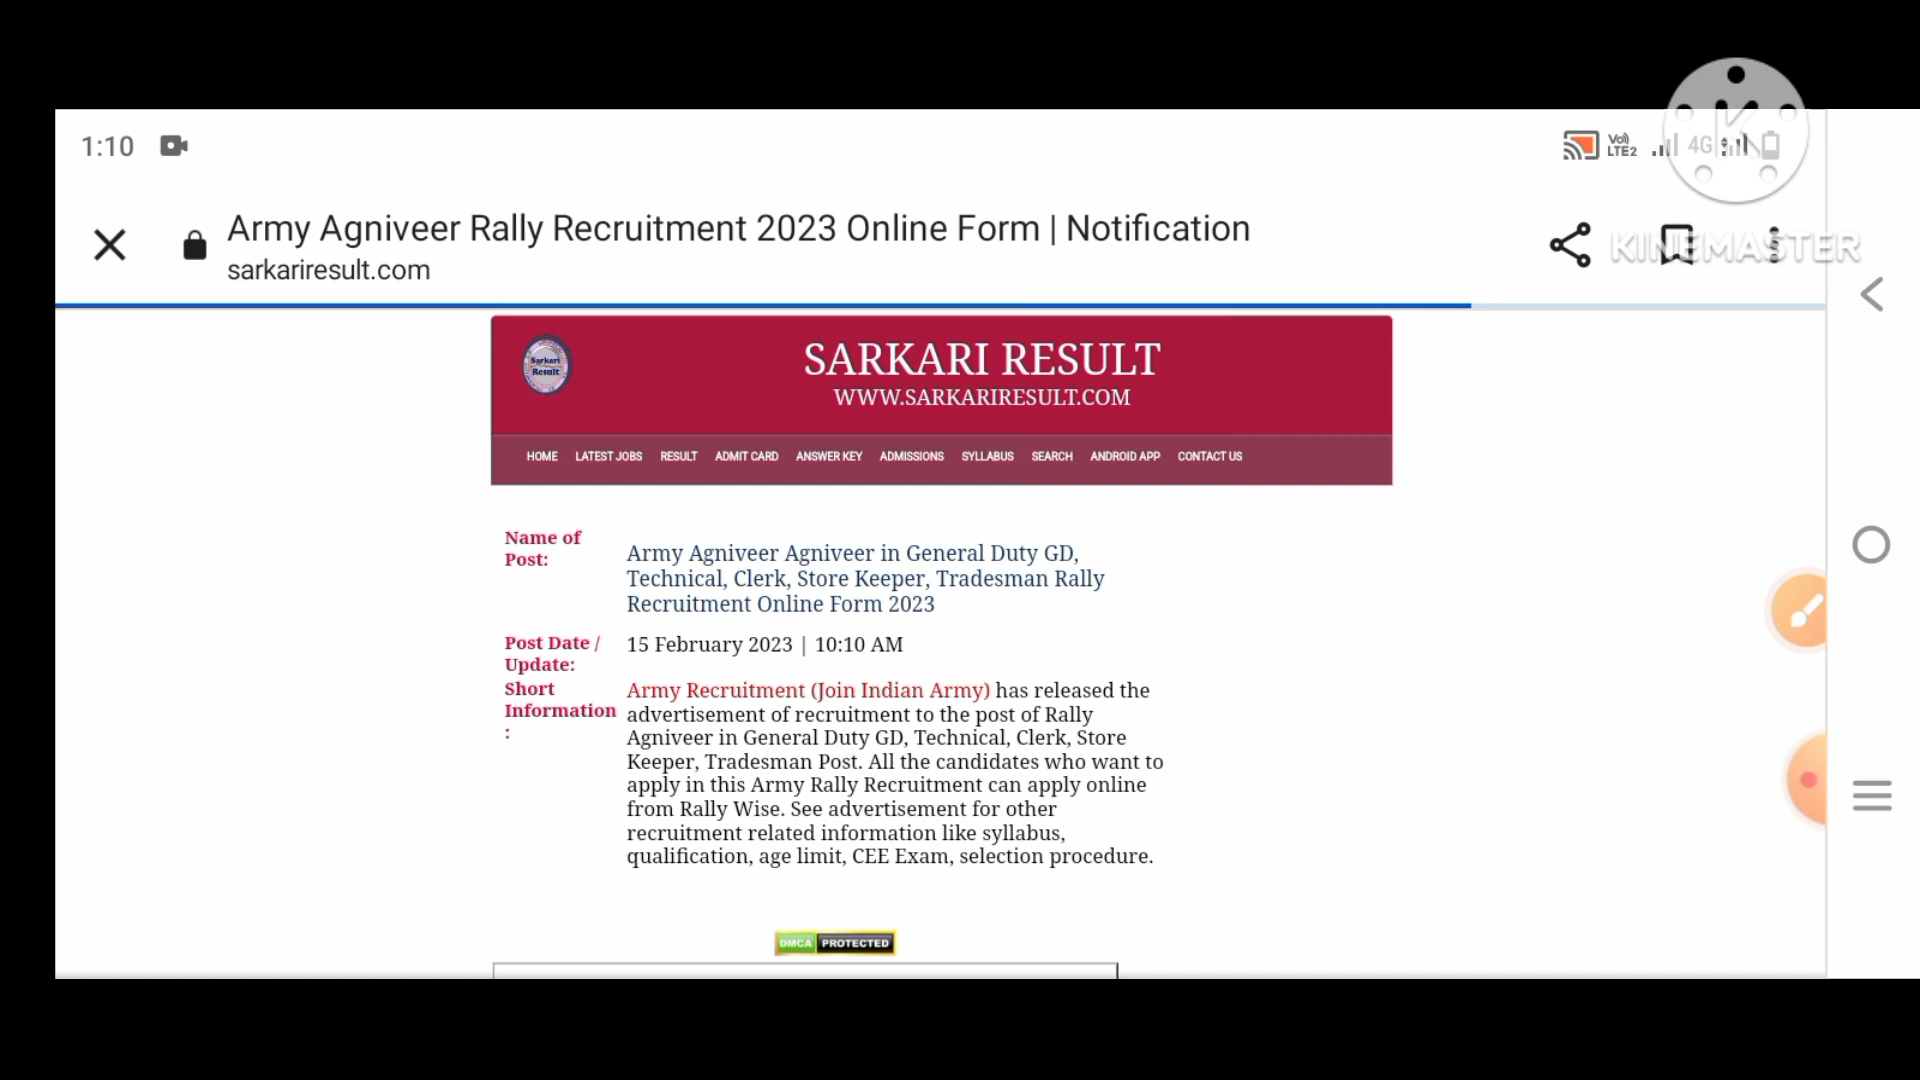 1:10
Vol)
LTE2
4G
Army Agniveer Rally Recruitment 2023 Online Form | Notification
sarkariresult.com
KINEMASTER
Sarkari
Result
SARKARI RESULT
WWW.SARKARIRESULT.COM
HOME LATEST JOBS RESULT ADMIT CARD ANSWER KEY ADMISSIONS SYLLABUS SEARCH ANDROID APP CONTACT US
Name of
Post:
Army Agniveer Agniveer in General Duty GD,
Technical, Clerk, Store Keeper, Tradesman Rally
Recruitment Online Form 2023
Post Date /
Update:
15 February 2023 | 10:10 AM
Short
Information
:
Army Recruitment (Join Indian Army) has released the
advertisement of recruitment to the post of Rally
Agniveer in General Duty GD, Technical, Clerk, Store
Keeper, Tradesman Post. All the candidates who want to
apply in this Army Rally Recruitment can apply online
from Rally Wise. See advertisement for other
recruitment related information like syllabus,
qualification, age limit, CEE Exam, selection procedure.
DMCA PROTECTED